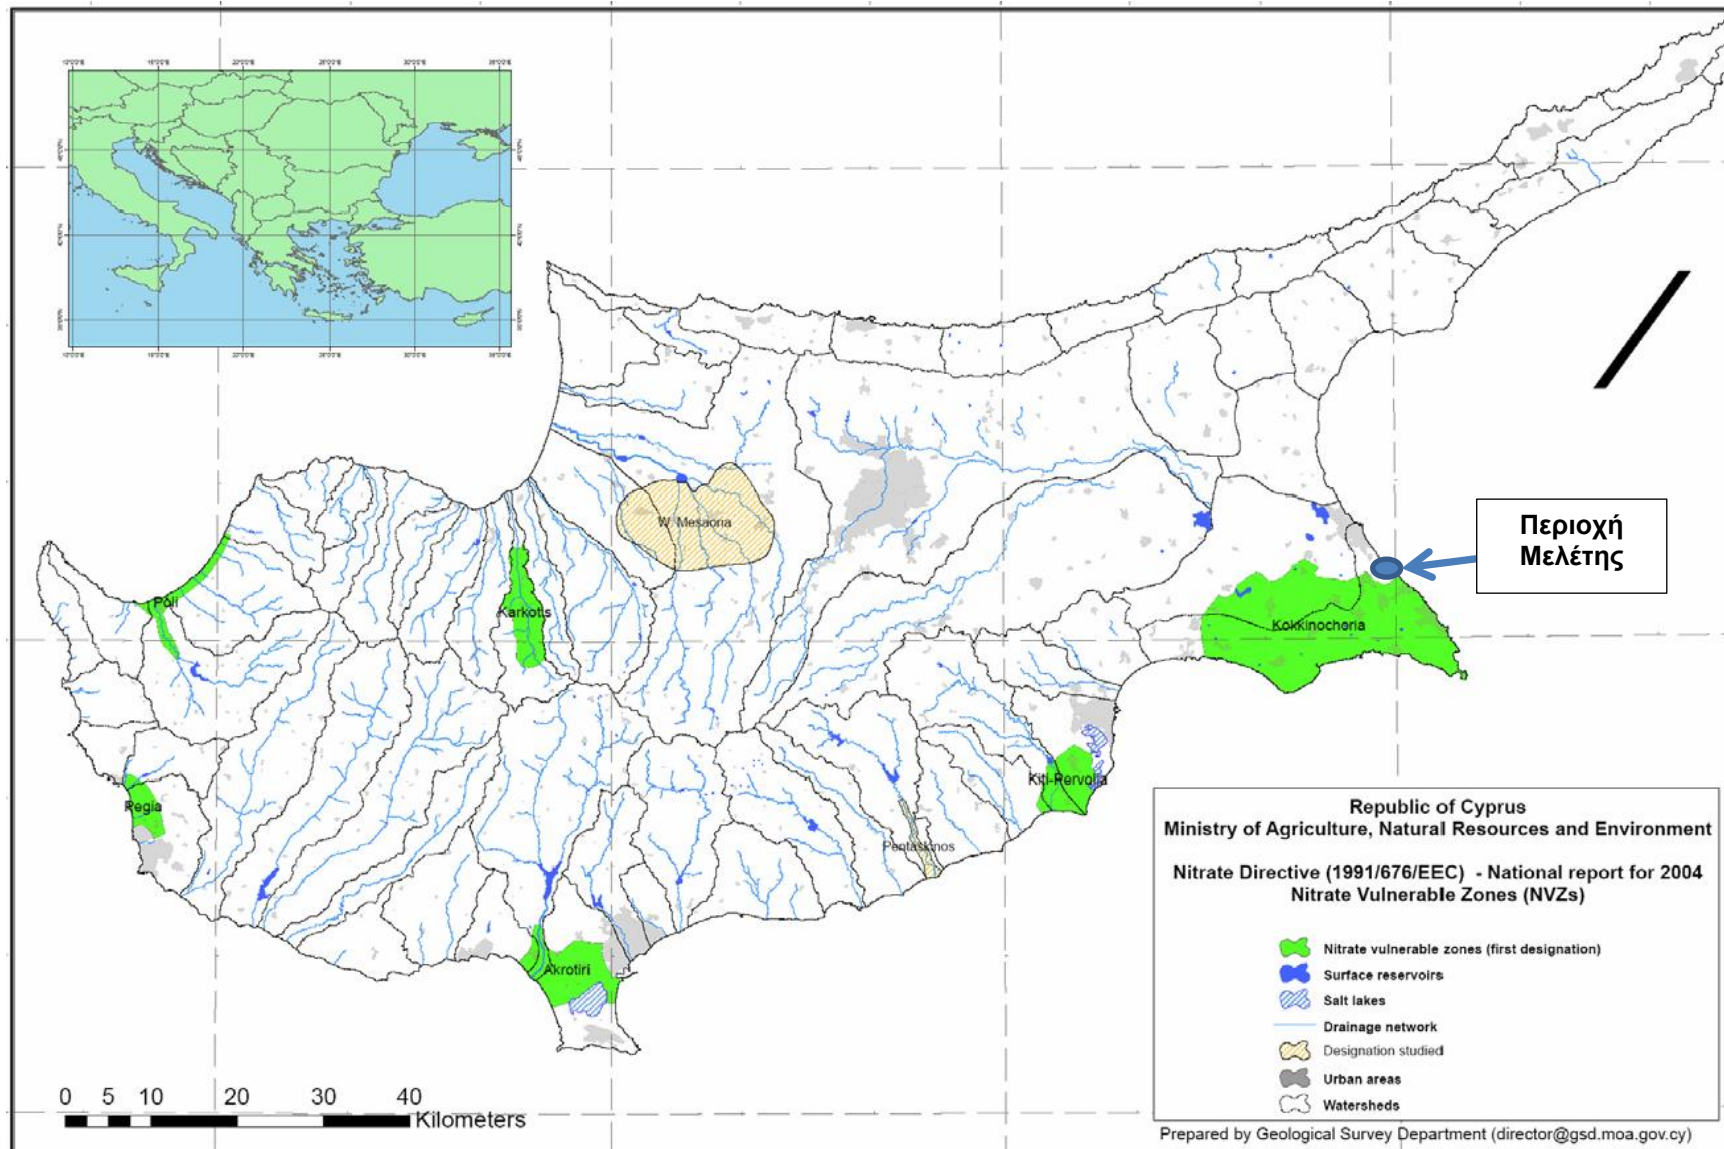 W. Mesaoria
Περιοχή
Μελέτης
Poli
Karkotis
Kokkinochoria
Pegia
Kiti-Pervolia
Pentaskinos
Akrotiri
Republic of Cyprus
Ministry of Agriculture, Natural Resources and Environment
Nitrate Directive (1991/676/EEC) - National report for 2004
Nitrate Vulnerable Zones (NVZs)
Nitrate vulnerable zones (first designation)
Surface reservoirs
Salt lakes
Drainage network
Designation studied
Urban areas
Watersheds
0 5 10 20 30 40
Kilometers
Prepared by Geological Survey Department (director@gsd.moa.gov.cy)